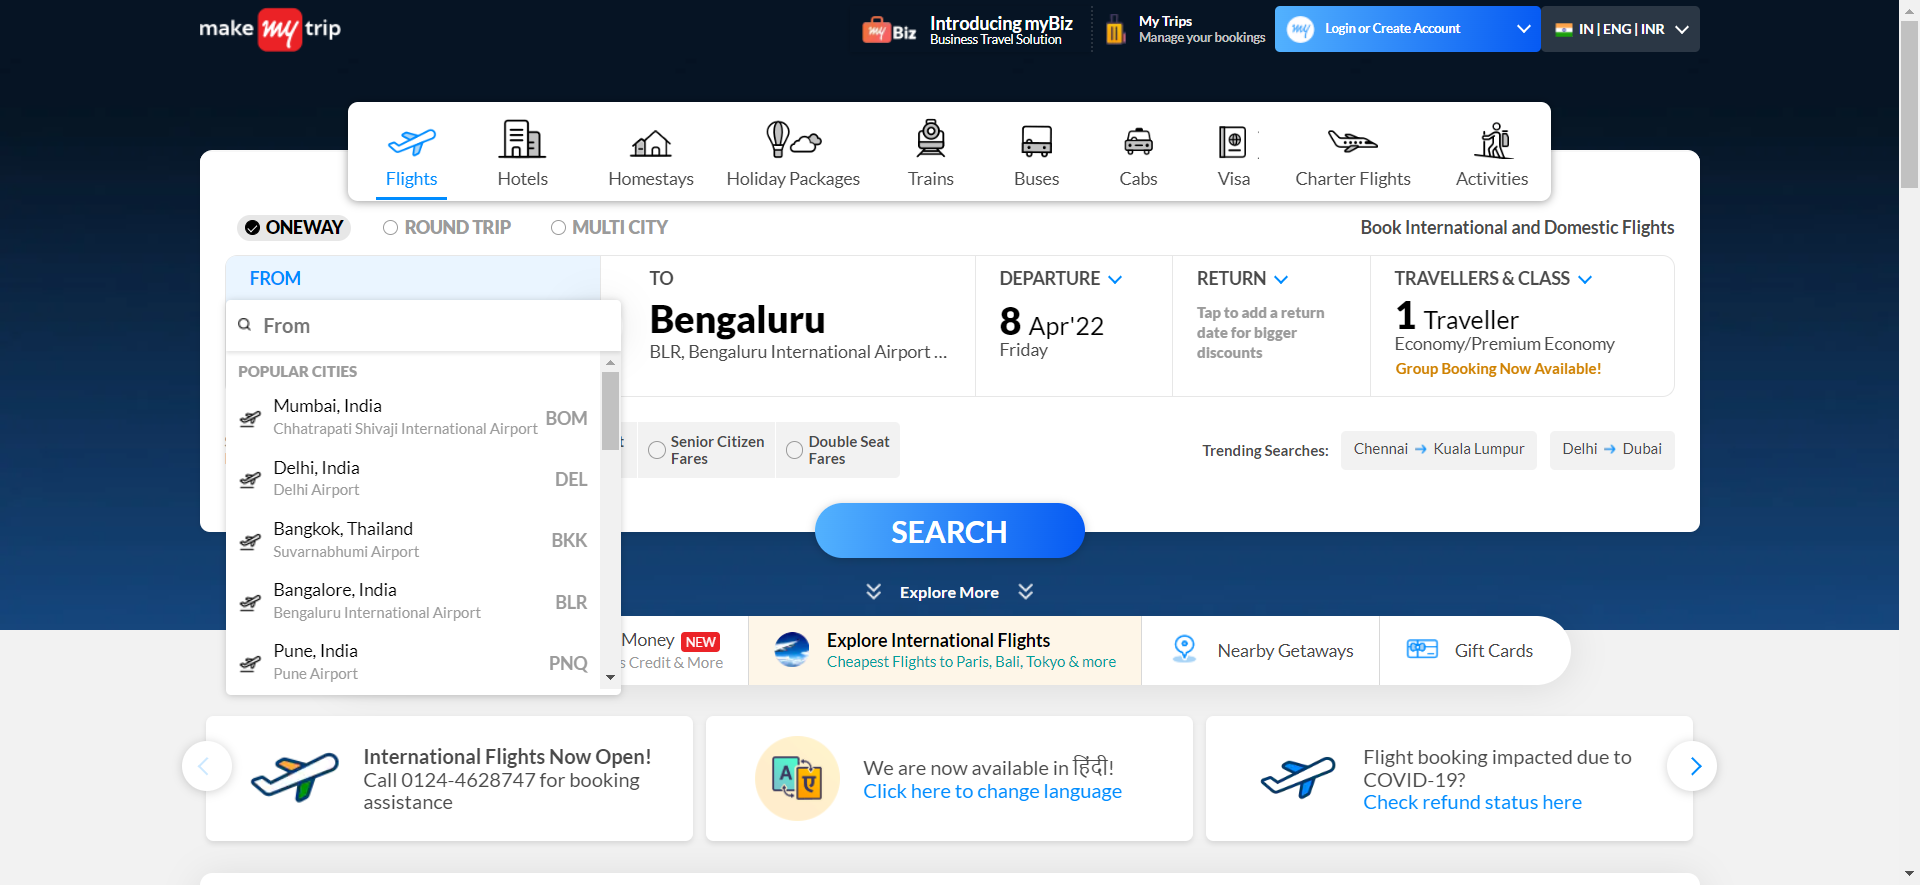 make my trip
my Biz
Introducing myBiz
Business Travel Solution
My Trips
Manage your bookings
my
Login or Create Account
IN | ENG | INR
Flights
Hotels
Homestays
Holiday Packages
Trains
Buses
Cabs
Visa
Charter Flights
Activities
ONEWAY
ROUND TRIP
MULTI CITY
Book International and Domestic Flights
FROM
From
POPULAR CITIES
Mumbai, India
Chhatrapati Shivaji International Airport
BOM
Delhi, India
Delhi Airport
DEL
Bangkok, Thailand
Suvarnabhumi Airport
BKK
Bangalore, India
Bengaluru International Airport
BLR
Pune, India
Pune Airport
PNQ
TO
Bengaluru
BLR, Bengaluru International Airport ...
DEPARTURE
8 Apr'22
Friday
RETURN
Tap to add a return
date for bigger
discounts
TRAVELLERS & CLASS
1 Traveller
Economy/Premium Economy
Group Booking Now Available!
Senior Citizen
Fares
Double Seat
Fares
Trending Searches:
Chennai → Kuala Lumpur
Delhi → Dubai
SEARCH
Explore More
Money NEW
s Credit & More
Explore International Flights
Cheapest Flights to Paris, Bali, Tokyo & more
Nearby Getaways
Gift Cards
International Flights Now Open!
Call 0124-4628747 for booking
assistance
A
ए
We are now available in हिंदी!
Click here to change language
Flight booking impacted due to
COVID-19?
Check refund status here